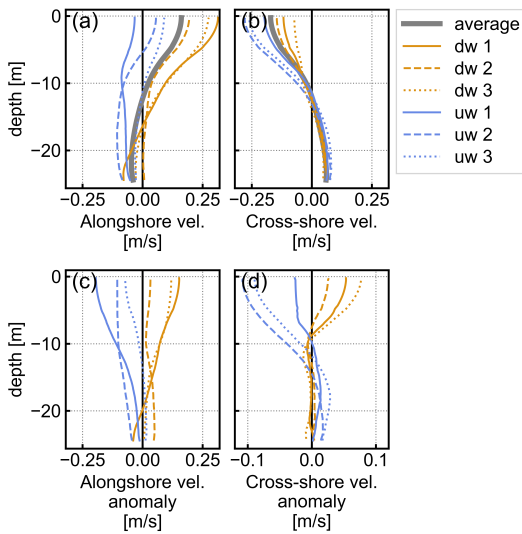 (a)
(b)
0
−10
−20
depth [m]
−0.25
0.00
0.25
Alongshore vel.
[m/s]
−0.25
0.00
0.25
Cross-shore vel.
[m/s]
average
dw 1
dw 2
dw 3
uw 1
uw 2
uw 3
(c)
(d)
0
−10
−20
depth [m]
−0.25
0.00
0.25
Alongshore vel.
anomaly
[m/s]
−0.1
0.0
0.1
Cross-shore vel.
anomaly
[m/s]